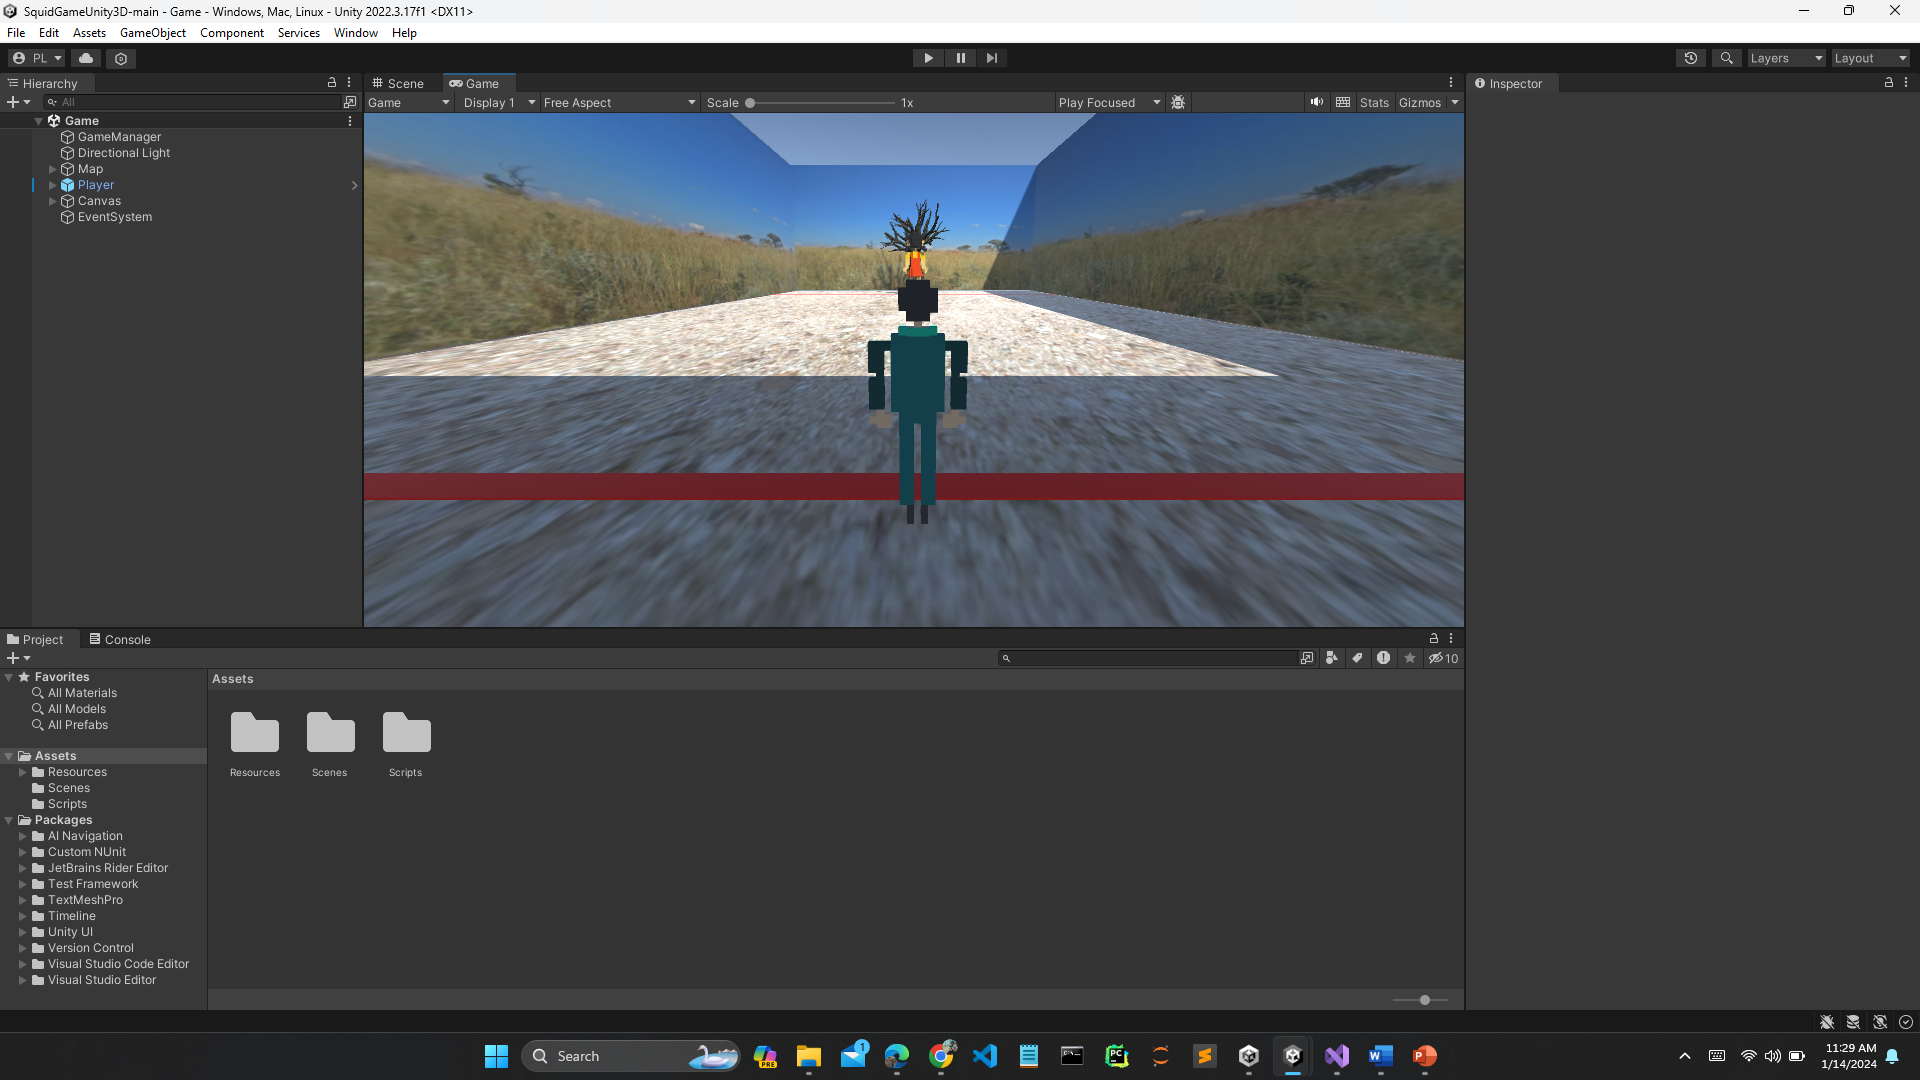 SquidGameUnity3D-main - Game - Windows, Mac, Linux - Unity 2022.3.17f1 <DX11>
File Edit Assets GameObject Component Services Window Help
PL Layers Layout
Hierarchy
All
Game
GameManager
Directional Light
Map
Player
Canvas
EventSystem
Scene Game
Game Display 1 Free Aspect Scale 1x Play Focused Stats Gizmos
Inspector
Project Console
10
Favorites
All Materials
All Models
All Prefabs
Assets
Resources
Scenes
Scripts
Packages
AI Navigation
Custom NUnit
JetBrains Rider Editor
Test Framework
TextMeshPro
Timeline
Unity UI
Version Control
Visual Studio Code Editor
Visual Studio Editor
Assets
Resources Scenes Scripts
Search
PRE
1
PC
W
P
11:29 AM
1/14/2024